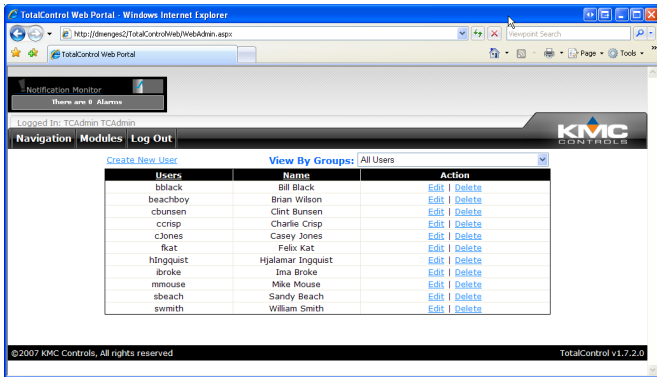 TotalControl Web Portal - Windows Internet Explorer
http://dmenges2/TotalControlWeb/WebAdmin.aspx
Viewpoint Search
TotalControl Web Portal
Page Tools
Notification Monitor
There are 0 Alarms
Logged In: TCAdmin TCAdmin
Navigation Modules Log Out
KMC
CONTROLS
Create New User View By Groups: All Users
Users Name Action
bblack Bill Black Edit | Delete
beachboy Brian Wilson Edit | Delete
cbunsen Clint Bunsen Edit | Delete
ccrisp Charlie Crisp Edit | Delete
cJones Casey Jones Edit | Delete
fkat Felix Kat Edit | Delete
hIngquist Hjalamar Ingquist Edit | Delete
ibroke Ima Broke Edit | Delete
mmouse Mike Mouse Edit | Delete
sbeach Sandy Beach Edit | Delete
swmith William Smith Edit | Delete
©2007 KMC Controls, All rights reserved TotalControl v1.7.2.0